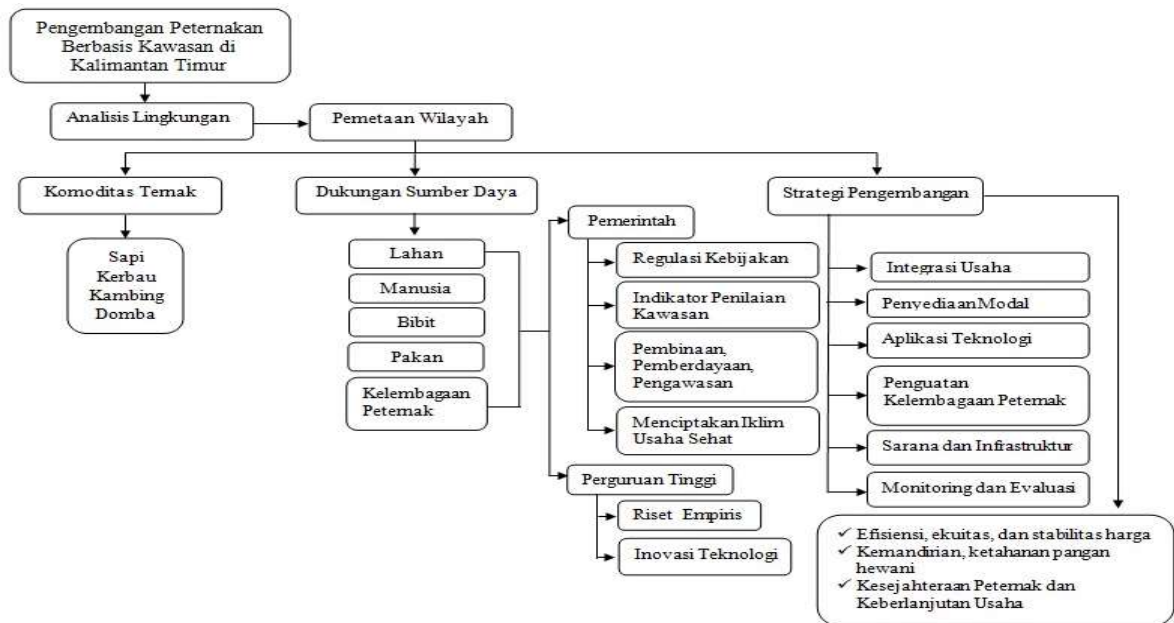 Pengembangan Peternakan
Berbasis Kawasan di
Kalimantan Timur
Analisis Lingkungan
Pemetaan Wilayah
Komoditas Ternak
Dukungan Sumber Daya
Strategi Pengembangan
Sapi
Kerbau
Kambing
Domba
Lahan
Manusia
Bibit
Pakan
Kelembagaan
Peternak
Pemerintah
Regulasi Kebijakan
Indikator Penilaian
Kawasan
Pembinaan,
Pemberdayaan,
Pengawasan
Menciptakan Iklim
Usaha Sehat
Perguruan Tinggi
Riset Empiris
Inovasi Teknologi
Integrasi Usaha
Penyediaan Modal
Aplikasi Teknologi
Penguatan
Kelembagaan Peternak
Sarana dan Infrastruktur
Monitoring dan Evaluasi
✓ Efisiensi, ekuitas, dan stabilitas harga
✓ Kemandirian, ketahanan pangan
hewani
✓ Kesejahteraan Peternak dan
Keberlanjutan Usaha